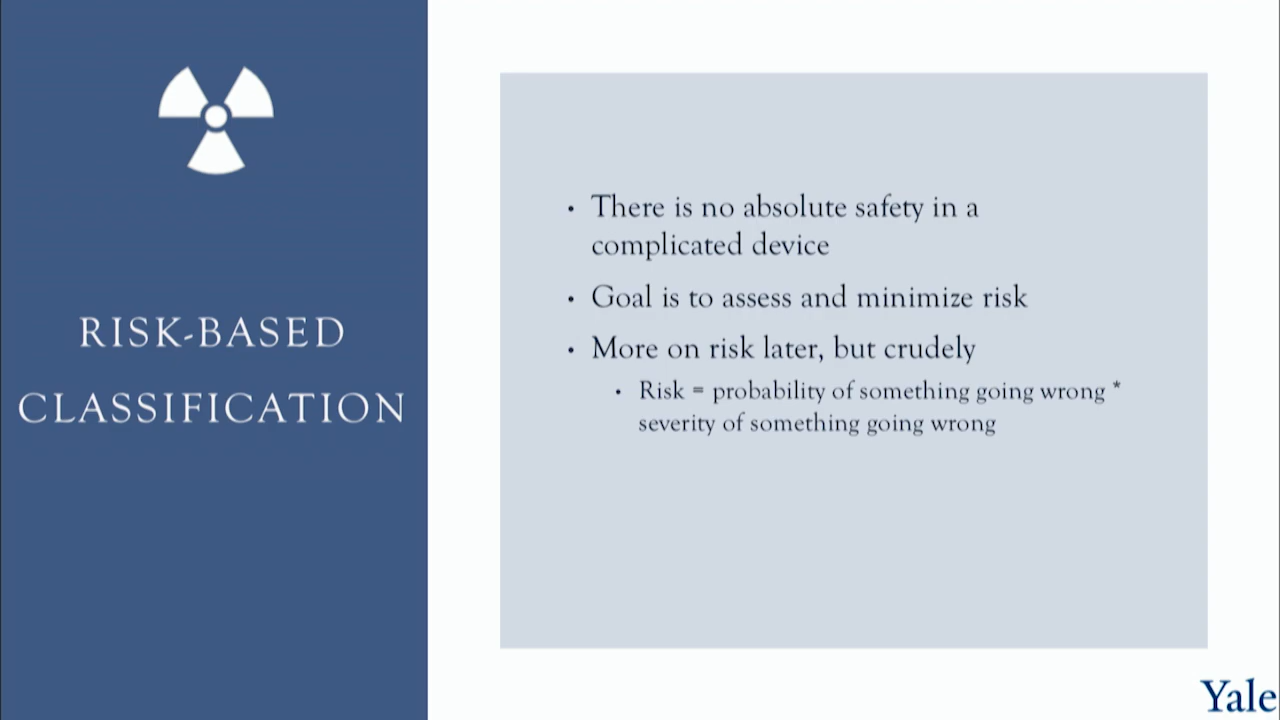 RISK-BASED
CLASSIFICATION
• There is no absolute safety in a
complicated device
• Goal is to assess and minimize risk
• More on risk later, but crudely
• Risk = probability of something going wrong *
severity of something going wrong
Yale